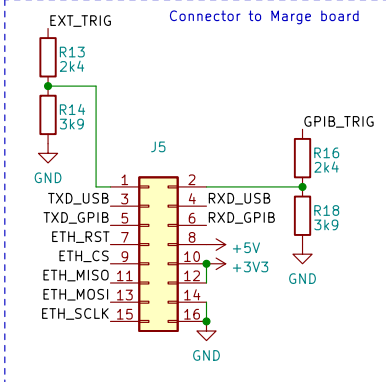 Connector to Marge board
EXT_TRIG
R13
2k4
R14
3k9
GND
GPIB_TRIG
R16
2k4
R18
3k9
GND
J5
1 2
TXD_USB 3 4 RXD_USB
TXD_GPIB 5 6 RXD_GPIB
ETH_RST 7 8 +5V
ETH_CS 9 10 +3V3
ETH_MISO 11 12
ETH_MOSI 13 14
ETH_SCLK 15 16
GND